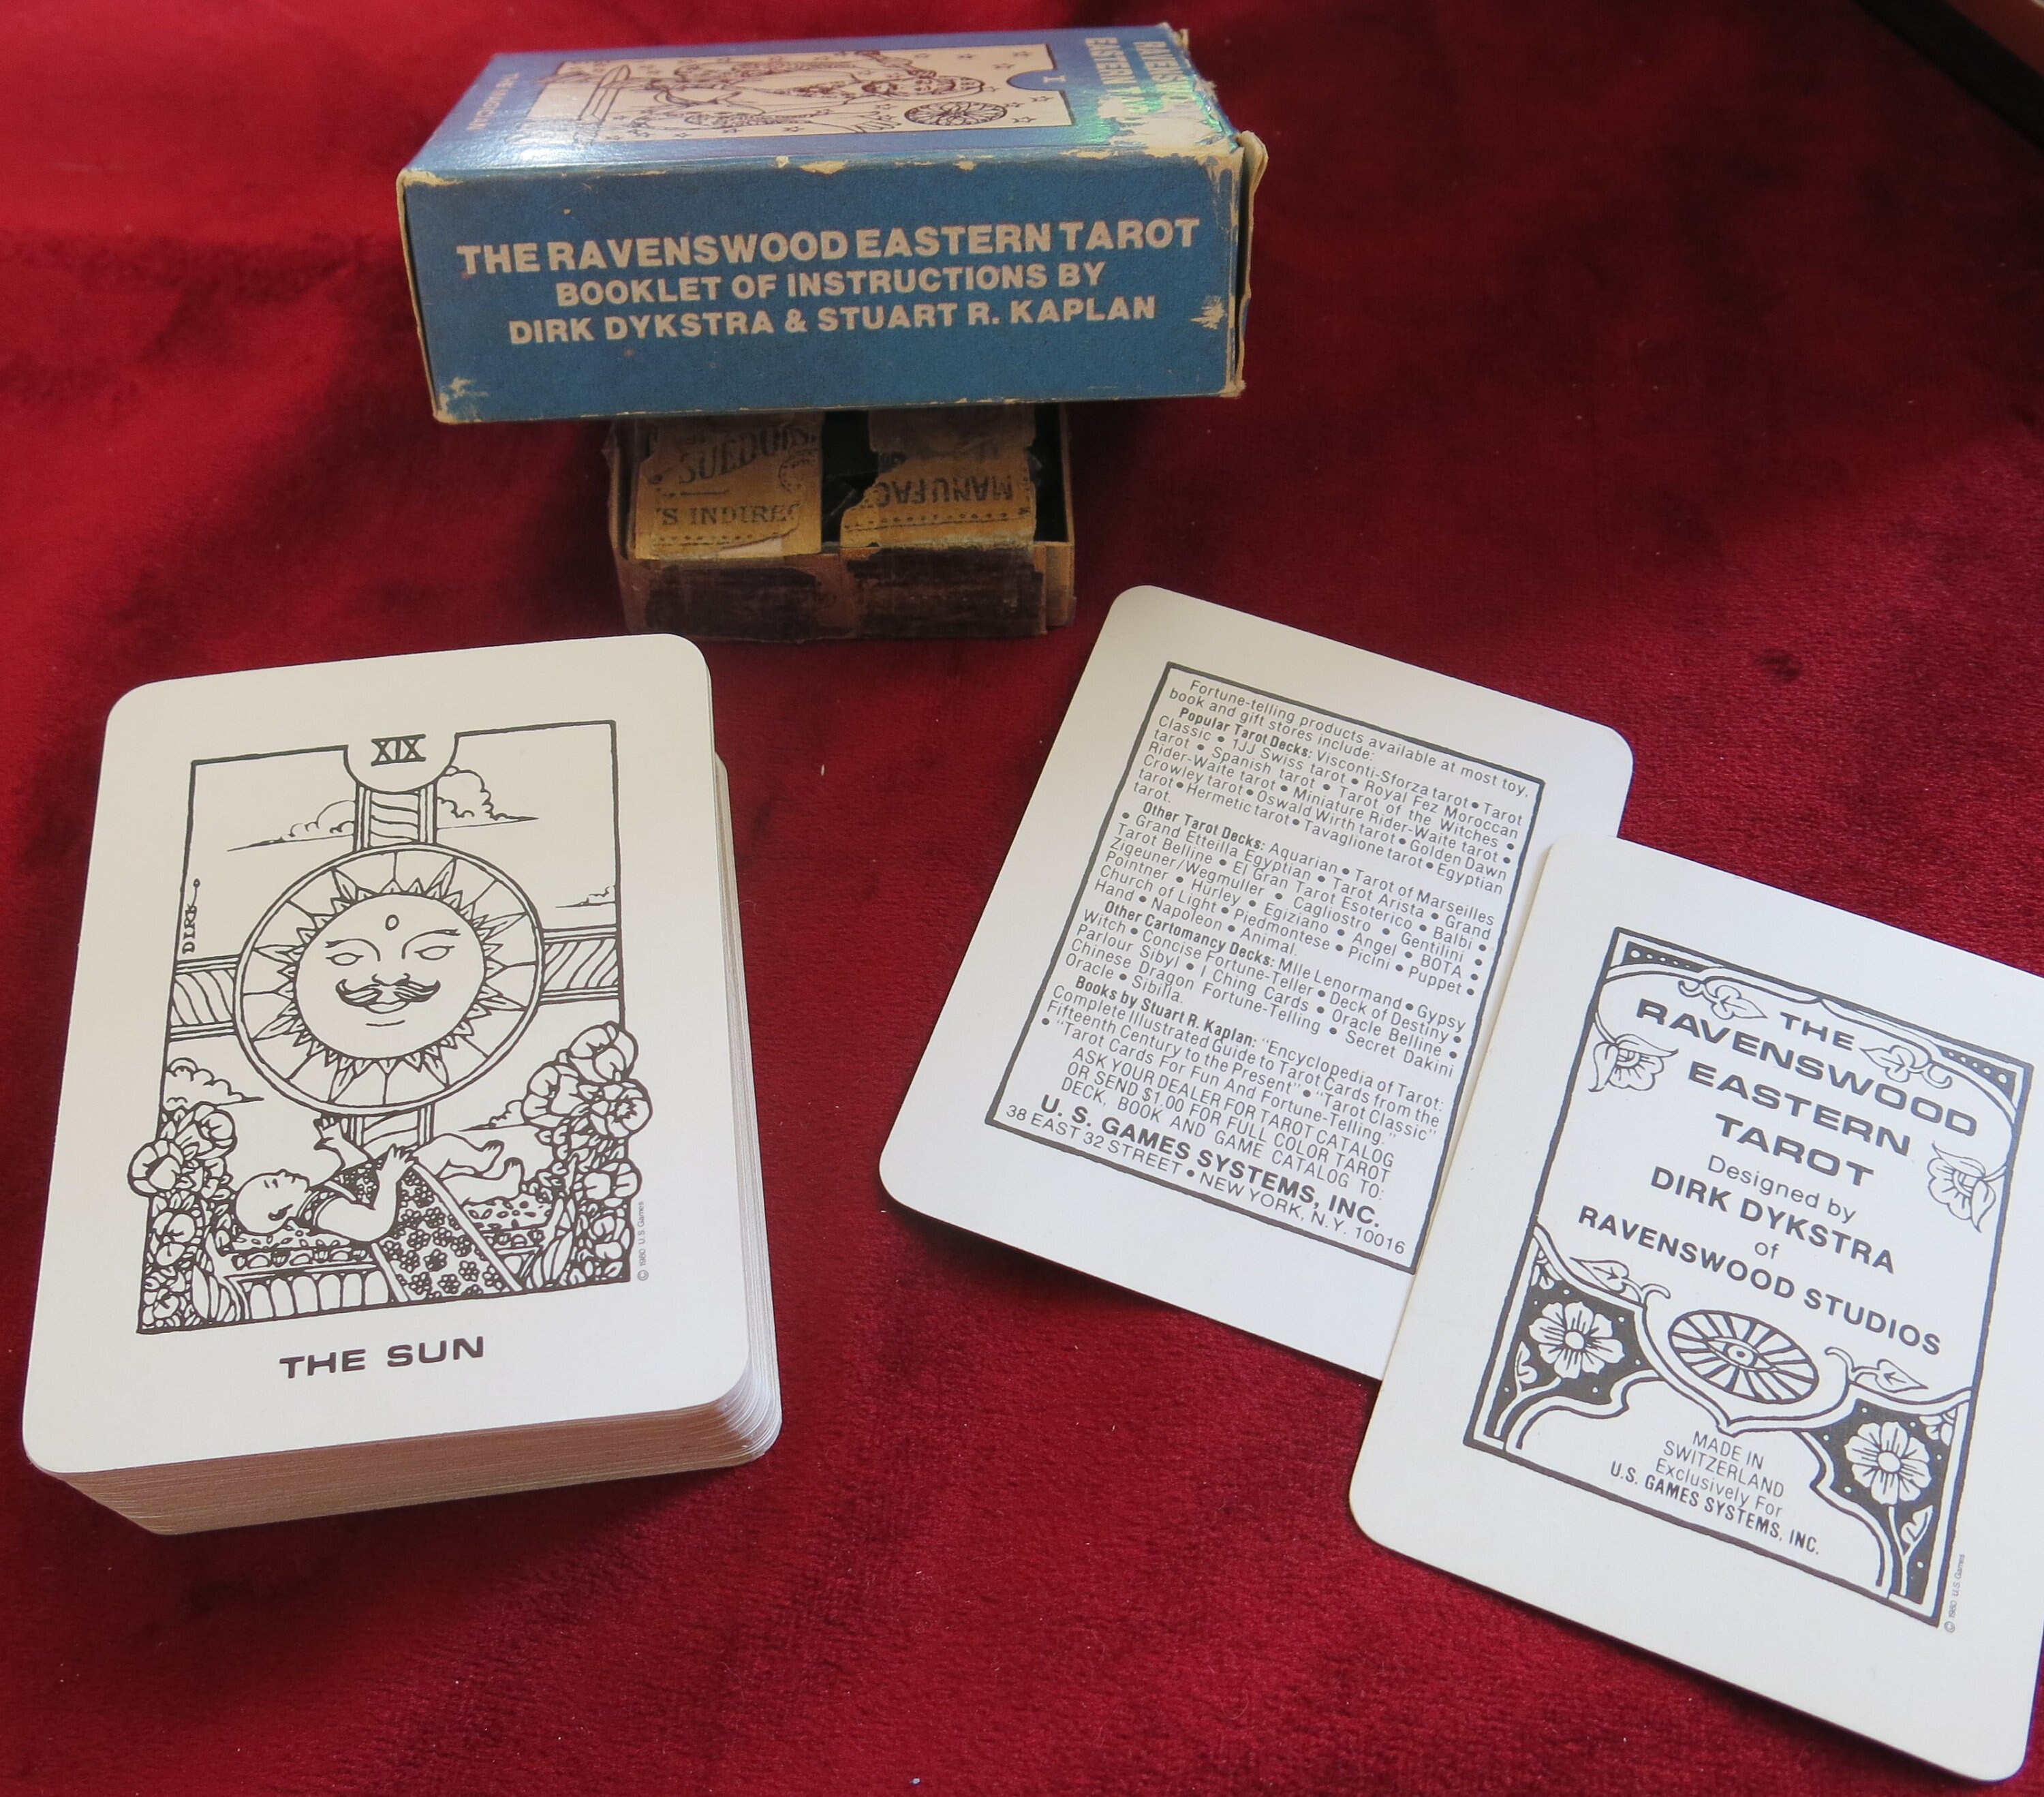 RAVENS
EASTERN T
I
THE RAVENSWOOD EASTERN TAROT
BOOKLET OF INSTRUCTIONS BY
DIRK DYKSTRA & STUART R. KAPLAN
SUEDOIS
'S INDIREC
MANUFAC
XIX
DIRK
© 1980 U.S. Games
THE SUN
Fortune-telling products available at most toy,
book and gift stores include:
Popular Tarot Decks: Visconti-Sforza tarot • Tarot
Classic • 1JJ Swiss tarot • Royal Fez Moroccan
tarot • Spanish tarot • Tarot of the Witches •
Rider-Waite tarot • Miniature Rider-Waite tarot •
Crowley tarot • Oswald Wirth tarot • Golden Dawn
tarot • Hermetic tarot • Tavaglione tarot • Egyptian
tarot.
Other Tarot Decks: Aquarian • Tarot of Marseilles
• Grand Etteilla Egyptian • Tarot Arista • Grand
Tarot Belline • El Gran Tarot Esoterico • Balbi •
Zigeuner/Wegmuller • Cagliostro • Gentilini •
Pointner • Hurley • Egiziano • Angel • BOTA •
Church of Light • Piedmontese • Picini • Puppet •
Hand • Napoleon • Animal.
Other Cartomancy Decks: Mlle Lenormand • Gypsy
Witch • Concise Fortune-Teller • Deck of Destiny •
Parlour Sibyl • I Ching Cards • Oracle Belline •
Chinese Dragon Fortune-Telling • Secret Dakini
Oracle • Sibilla.
Books by Stuart R. Kaplan: "Encyclopedia of Tarot:
Complete Illustrated Guide to Tarot Cards from the
Fifteenth Century to the Present" • "Tarot Classic"
• "Tarot Cards For Fun And Fortune-Telling."
ASK YOUR DEALER FOR TAROT CATALOG
OR SEND $1.00 FOR FULL COLOR TAROT
DECK, BOOK AND GAME CATALOG TO:
U. S. GAMES SYSTEMS, INC.
38 EAST 32 STREET • NEW YORK, N.Y. 10016
THE
RAVENSWOOD
EASTERN
TAROT
Designed by
DIRK DYKSTRA
of
RAVENSWOOD STUDIOS
MADE IN
SWITZERLAND
Exclusively For
U.S. GAMES SYSTEMS, INC.
© 1980 U.S. Games